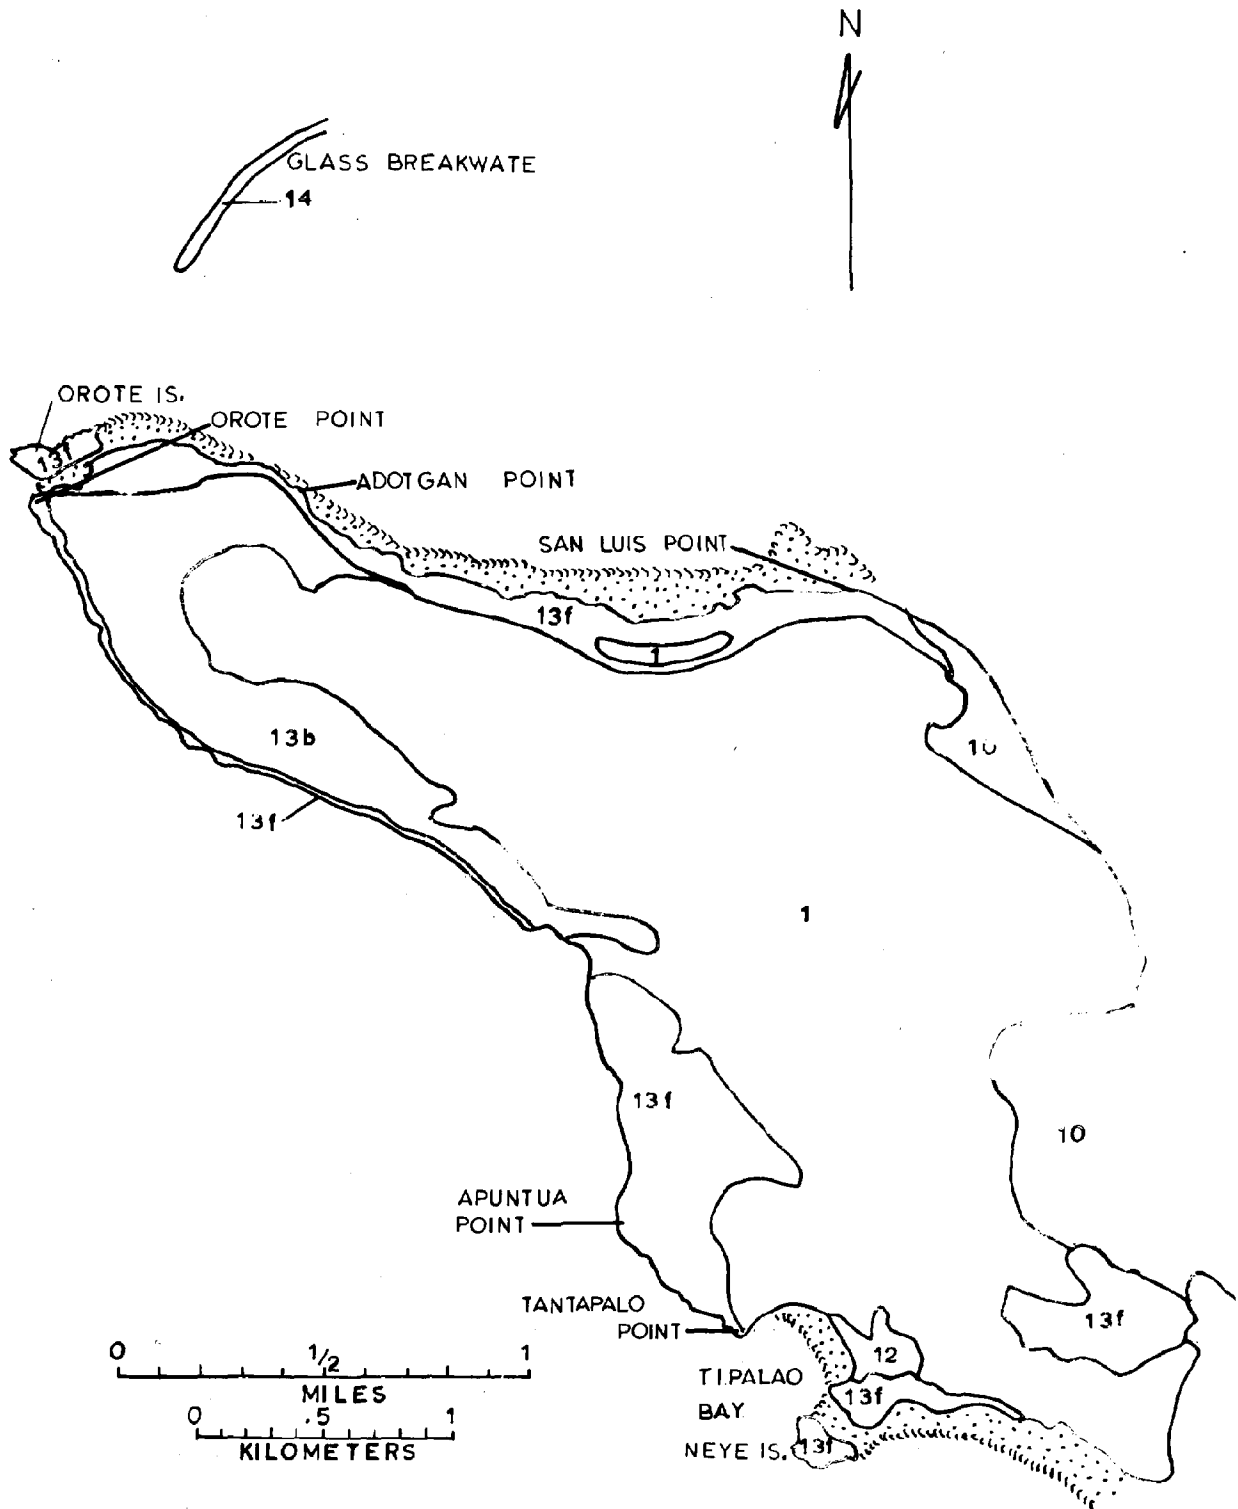 N
GLASS BREAKWATE
14
OROTE IS.
OROTE POINT
13f
ADOTGAN POINT
SAN LUIS POINT
13f
1
10
13b
13f
1
13f
10
APUNTUA
POINT
TANTAPALO
POINT
13f
12
TIPALAO
BAY
13f
NEYE IS.
13f
0 1/2 1
MILES
0 .5 1
KILOMETERS